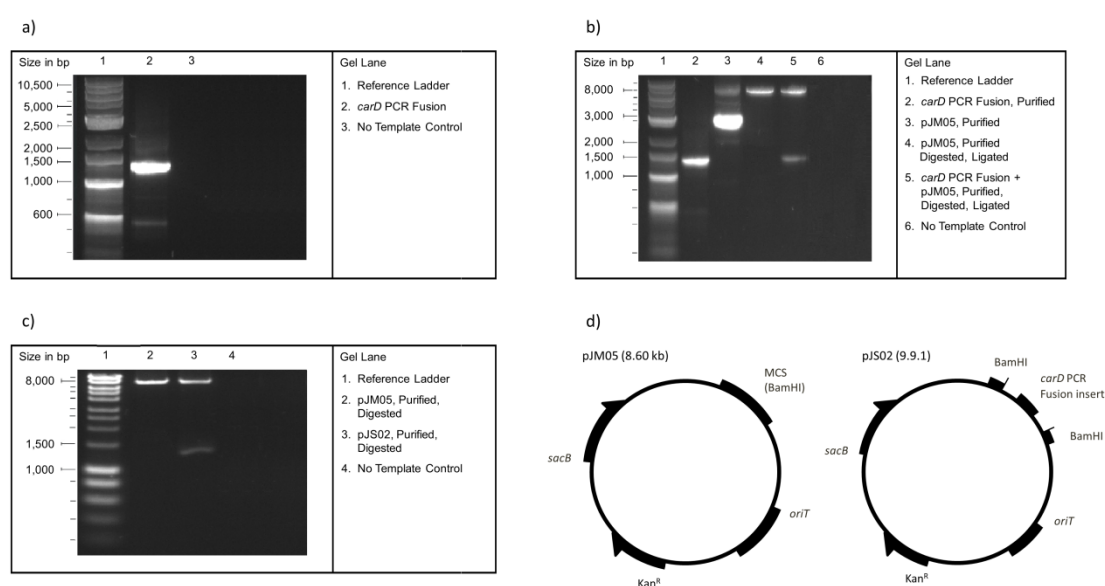 a)
Size in bp 1 2 3
10,500
5,000
2,500
2,000
1,500
1,000
600
Gel Lane
1. Reference Ladder
2. carD PCR Fusion
3. No Template Control
b)
Size in bp 1 2 3 4 5 6
8,000
3,000
2,000
1,500
1,000
Gel Lane
1. Reference Ladder
2. carD PCR Fusion, Purified
3. pJM05, Purified
4. pJM05, Purified
Digested, Ligated
5. carD PCR Fusion +
pJM05, Purified,
Digested, Ligated
6. No Template Control
c)
Size in bp 1 2 3 4
8,000
1,500
1,000
Gel Lane
1. Reference Ladder
2. pJM05, Purified,
Digested
3. pJS02, Purified,
Digested
4. No Template Control
d)
pJM05 (8.60 kb)
MCS
(BamHI)
sacB
oriT
KanR
pJS02 (9.9.1)
BamHI
carD PCR
Fusion insert
BamHI
sacB
oriT
KanR